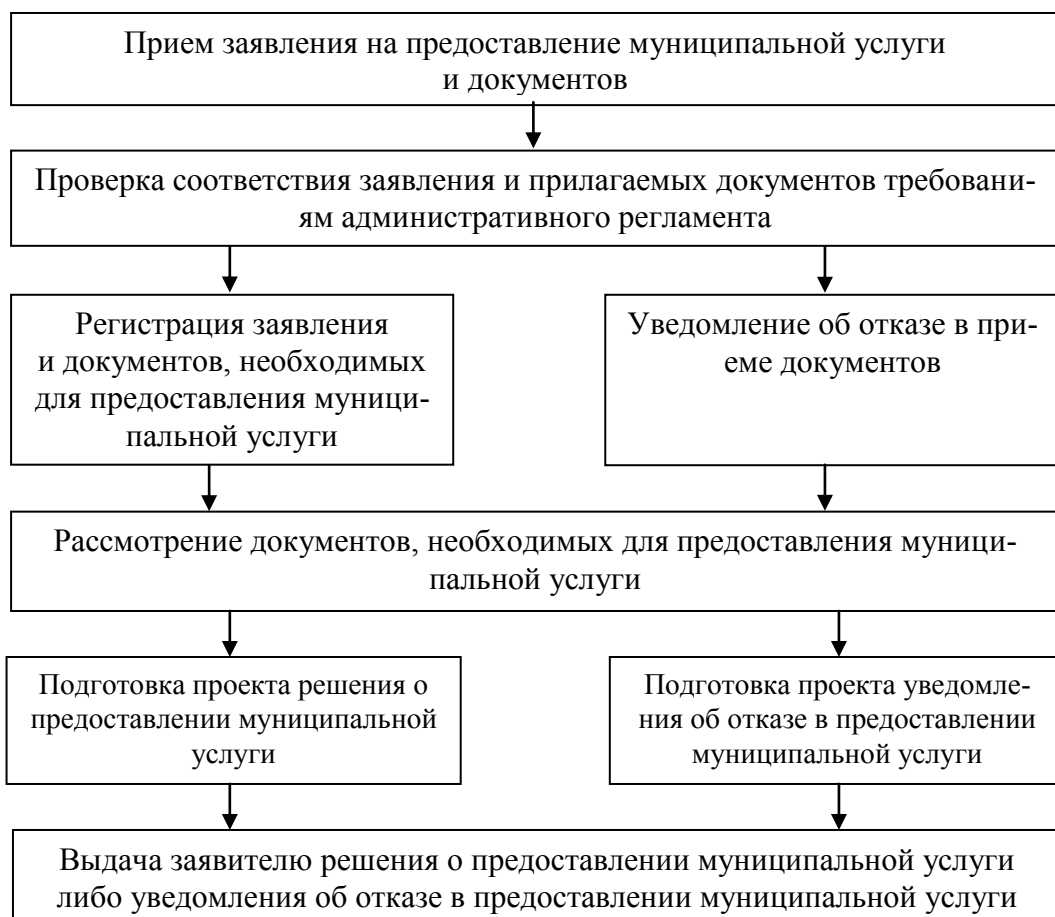 Прием заявления на предоставление муниципальной услуги
и документов
Проверка соответствия заявления и прилагаемых документов требовани-
ям административного регламента
Регистрация заявления
и документов, необходимых
для предоставления муници-
пальной услуги
Уведомление об отказе в при-
еме документов
Рассмотрение документов, необходимых для предоставления муници-
пальной услуги
Подготовка проекта решения о
предоставлении муниципальной
услуги
Подготовка проекта уведомле-
ния об отказе в предоставлении
муниципальной услуги
Выдача заявителю решения о предоставлении муниципальной услуги
либо уведомления об отказе в предоставлении муниципальной услуги